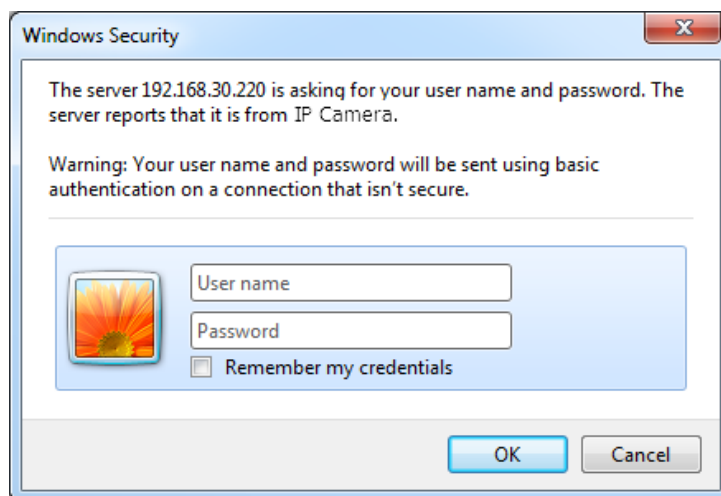 Windows Security
The server 192.168.30.220 is asking for your user name and password. The
server reports that it is from IP Camera.
Warning: Your user name and password will be sent using basic
authentication on a connection that isn't secure.
User name
Password
Remember my credentials
OK
Cancel